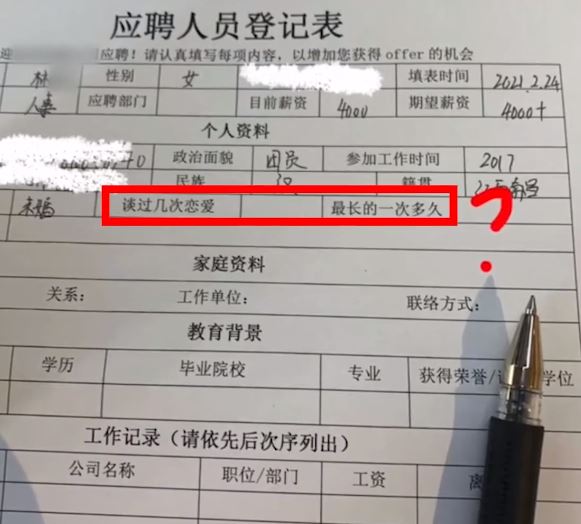 应聘人员登记表
应聘！请认真填写每项内容，以增加您获得 offer 的机会
林 性别 女 填表时间 2021.2.24
人事 应聘部门 目前薪资 4000 期望薪资 4000+
个人资料
政治面貌 团员 参加工作时间 2017
民族 汉 籍贯
未婚 谈过几次恋爱 最长的一次多久 ?
家庭资料
关系： 工作单位： 联络方式：
教育背景
学历 毕业院校 专业 获得荣誉/ 学位
工作记录（请依先后次序列出）
公司名称 职位/部门 工资